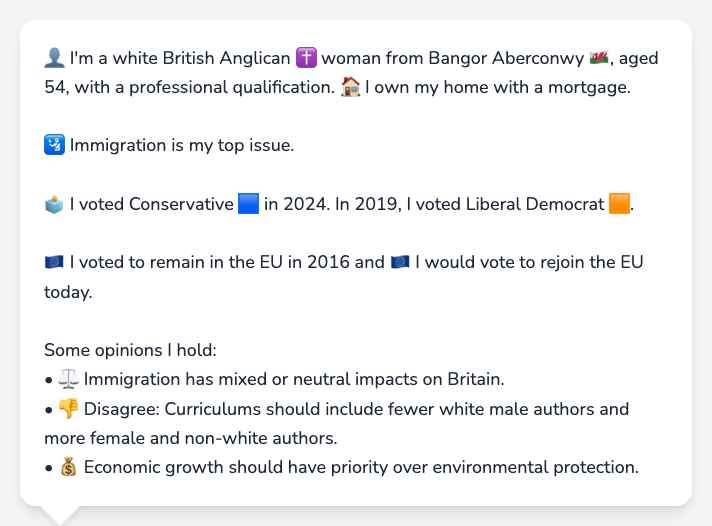 👤 I'm a white British Anglican ✝️ woman from Bangor Aberconwy 🏴󠁧󠁢󠁷󠁬󠁳󠁿, aged
54, with a professional qualification. 🏠 I own my home with a mortgage.
🛂 Immigration is my top issue.
🗳️ I voted Conservative 🟦 in 2024. In 2019, I voted Liberal Democrat 🟧.
🇪🇺 I voted to remain in the EU in 2016 and 🇪🇺 I would vote to rejoin the EU
today.
Some opinions I hold:
• ⚖️ Immigration has mixed or neutral impacts on Britain.
• 👎 Disagree: Curriculums should include fewer white male authors and
more female and non-white authors.
• 💰 Economic growth should have priority over environmental protection.